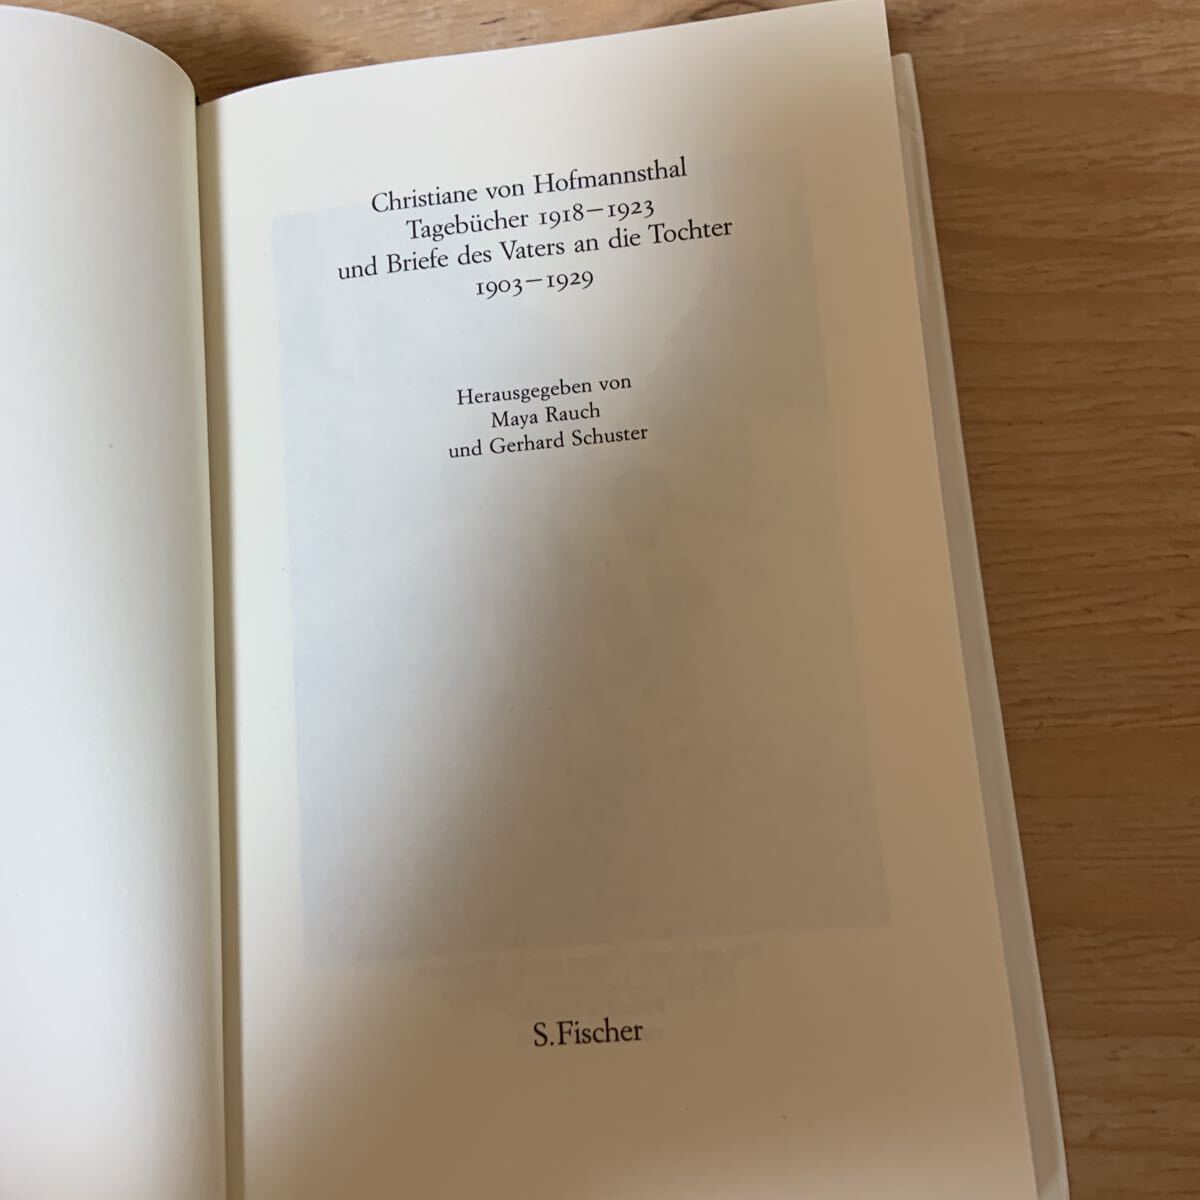 Christiane von Hofmannsthal
Tagebücher 1918–1923
und Briefe des Vaters an die Tochter
1903–1929
Herausgegeben von
Maya Rauch
und Gerhard Schuster
S.Fischer